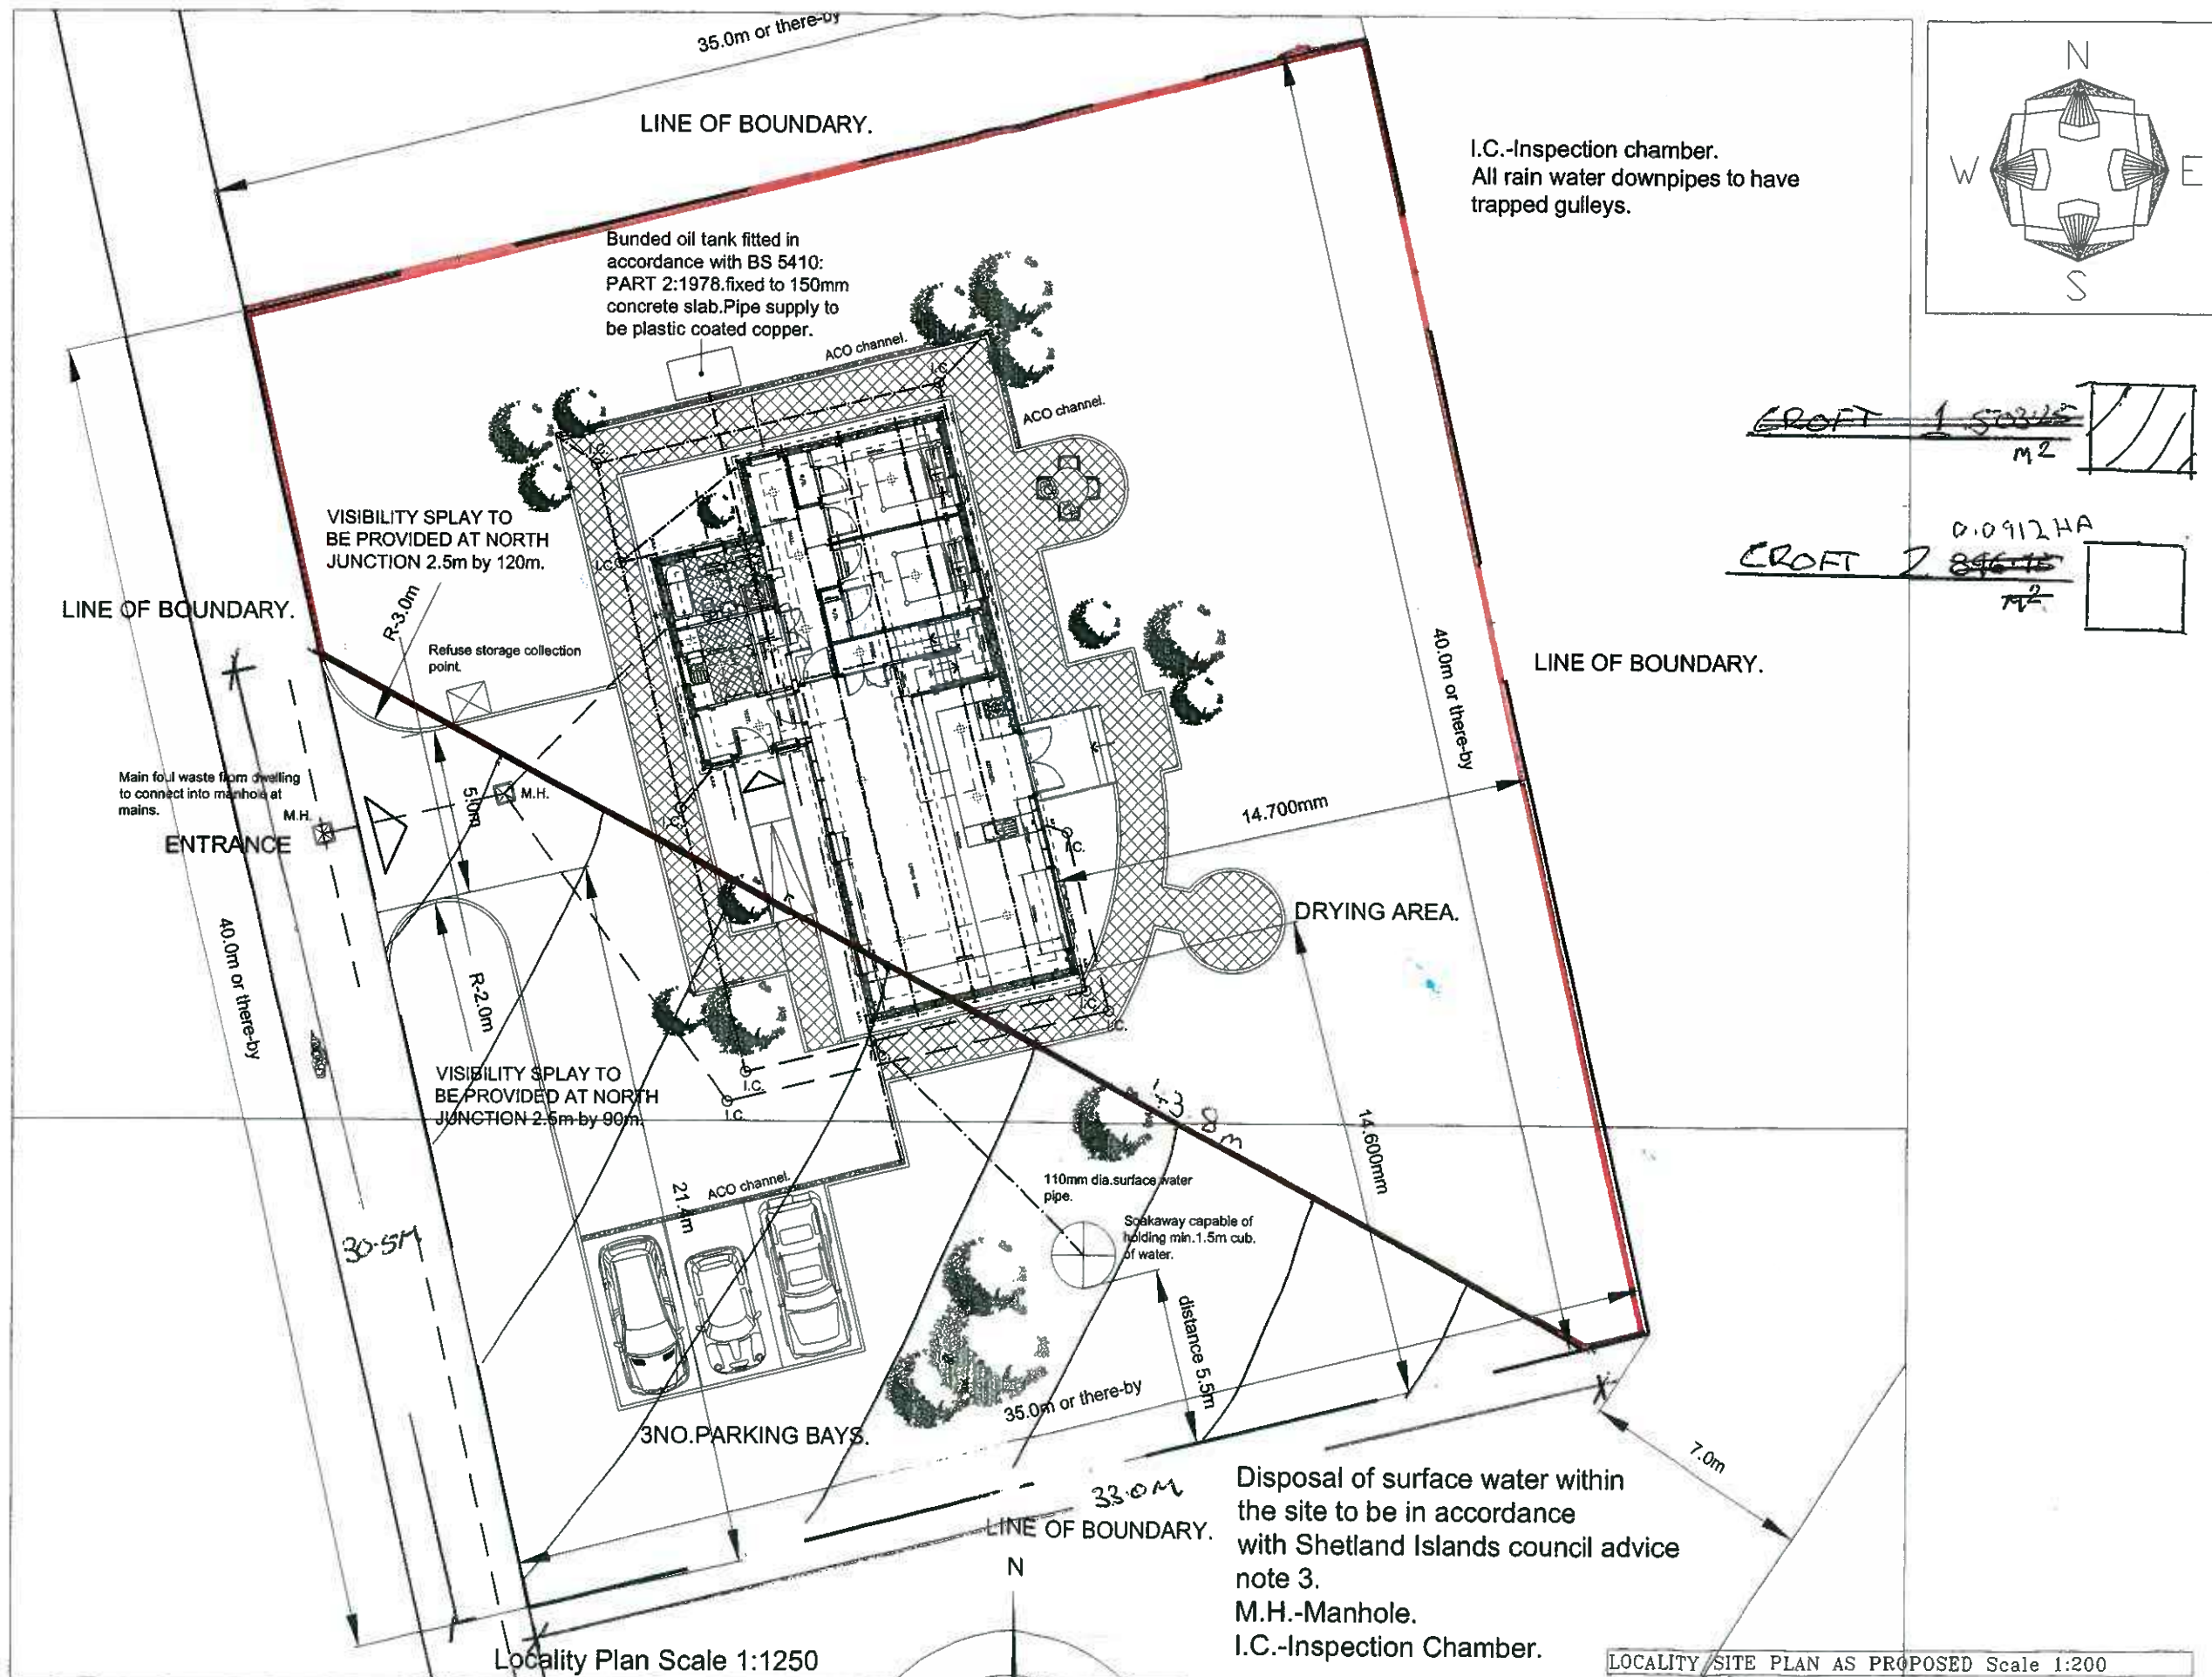 35.0m or there-by
LINE OF BOUNDARY.
N
W
E
S
I.C.-Inspection chamber.
All rain water downpipes to have
trapped gulleys.
Bunded oil tank fitted in
accordance with BS 5410:
PART 2:1978.fixed to 150mm
concrete slab.Pipe supply to
be plastic coated copper.
ACO channel.
I.C.
ACO channel.
CROFT 1 503.25
M2
0.0912 HA
CROFT 2 896.75
M2
I.C.
VISIBILITY SPLAY TO
BE PROVIDED AT NORTH
JUNCTION 2.5m by 120m.
I.C.
LINE OF BOUNDARY.
R-3.0m
Refuse storage collection
point.
40.0m or there-by
LINE OF BOUNDARY.
Main foul waste from dwelling
to connect into manhole at
mains.
M.H.
M.H.
5.0m
ENTRANCE
I.C.
14.700mm
I.C.
DRYING AREA.
40.0m or there-by
R-2.0m
I.C.
I.C.
VISIBILITY SPLAY TO
BE PROVIDED AT NORTH
JUNCTION 2.5m by 90m.
I.C.
I.C.
43.8m
14.600mm
110mm dia.surface water
pipe.
21.4m
ACO channel.
Soakaway capable of
holding min.1.5m cub.
of water.
30.5M
distance 5.5m
35.0m or there-by
3NO.PARKING BAYS.
7.0m
33.0M
LINE OF BOUNDARY.
Disposal of surface water within
the site to be in accordance
with Shetland Islands council advice
note 3.
M.H.-Manhole.
I.C.-Inspection Chamber.
N
Locality Plan Scale 1:1250
LOCALITY/SITE PLAN AS PROPOSED Scale 1:200